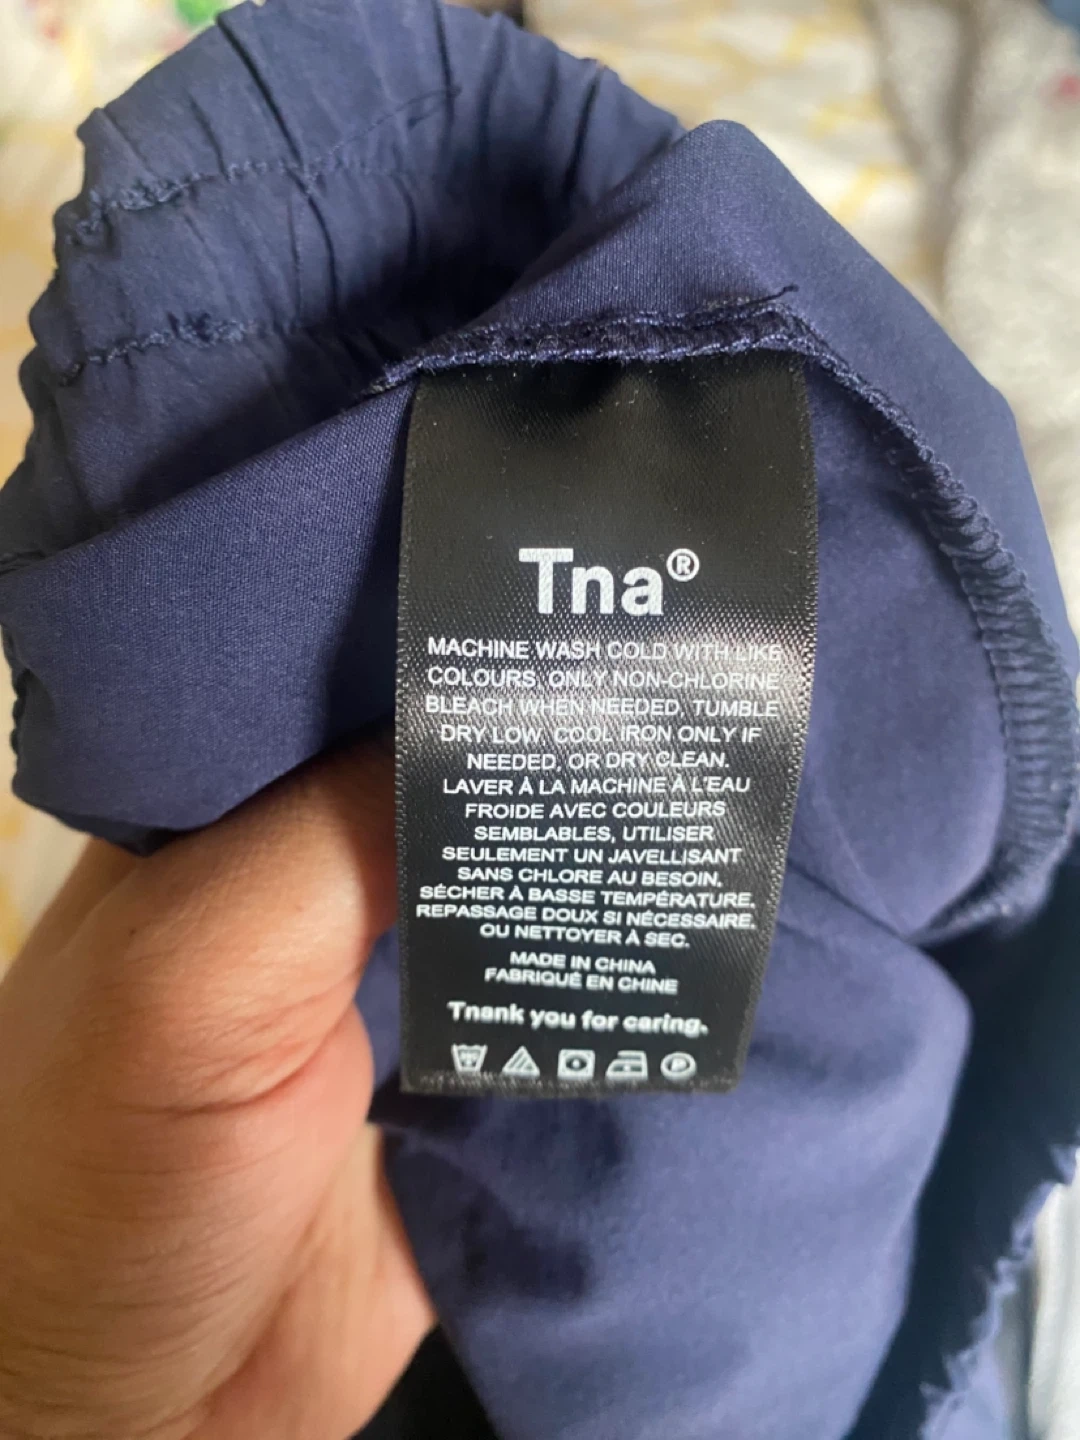 Tna®
MACHINE WASH COLD WITH LIKE
COLOURS. ONLY NON-CHLORINE
BLEACH WHEN NEEDED. TUMBLE
DRY LOW. COOL IRON ONLY IF
NEEDED, OR DRY CLEAN.
LAVER À LA MACHINE À L'EAU
FROIDE AVEC COULEURS
SEMBLABLES, UTILISER
SEULEMENT UN JAVELLISANT
SANS CHLORE AU BESOIN.
SÉCHER À BASSE TEMPÉRATURE.
REPASSAGE DOUX SI NÉCESSAIRE.
OU NETTOYER À SEC.
MADE IN CHINA
FABRIQUÉ EN CHINE
Tnank you for caring.
P